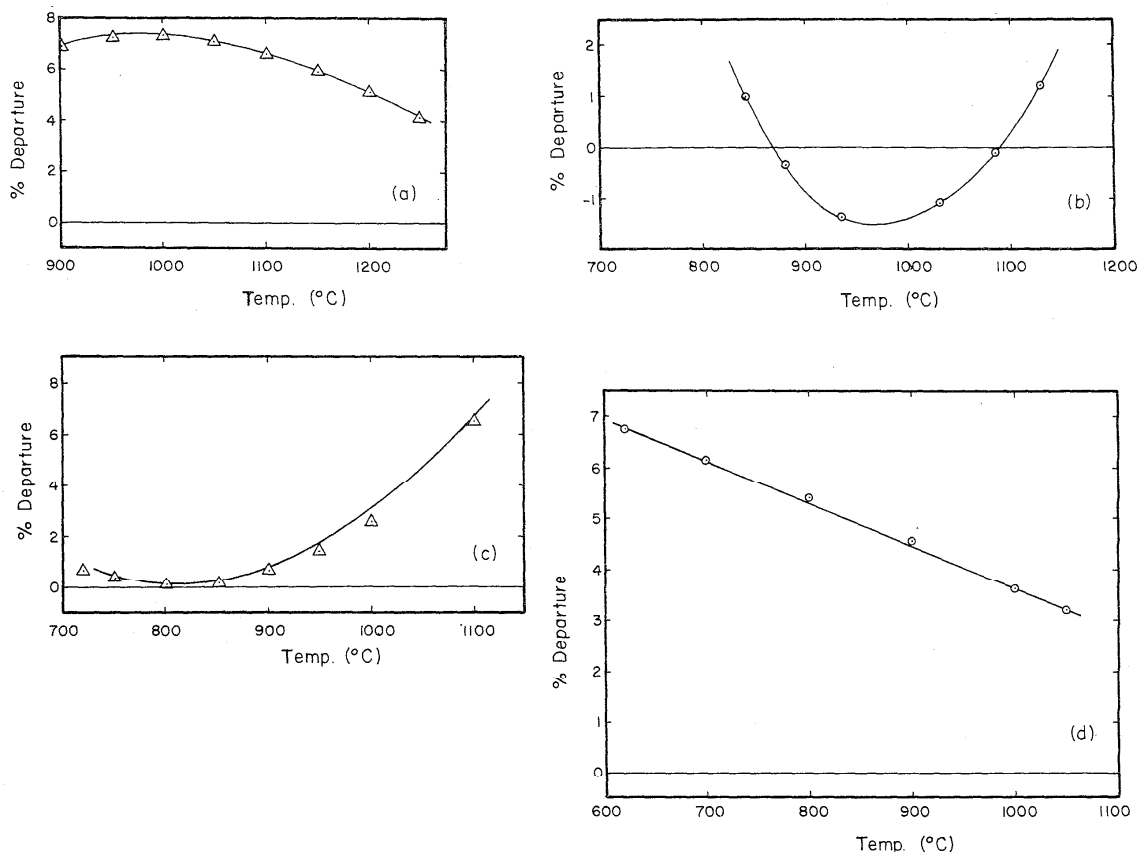 8
6
4
2
0
% Departure
(a)
900 1000 1100 1200
Temp. (°C)
2
1
0
-1
% Departure
(b)
700 800 900 1000 1100 1200
Temp. (°C)
8
6
4
2
0
% Departure
(c)
700 800 900 1000 1100
Temp. (°C)
7
6
5
4
3
2
1
0
% Departure
(d)
600 700 800 900 1000 1100
Temp. (°C)